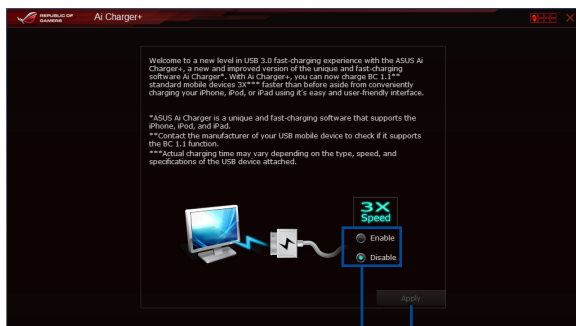 REPUBLIC OF
GAMERS
Ai Charger+
Welcome to a new level in USB 3.0 fast-charging experience with the ASUS Ai
Charger+, a new and improved version of the unique and fast-charging
software Ai Charger*. With Ai Charger+, you can now charge BC 1.1**
standard mobile devices 3X*** faster than before aside from conveniently
charging your iPhone, iPod, or iPad using it's easy and user-friendly interface.
*ASUS Ai Charger is a unique and fast-charging software that supports the
iPhone, iPod, and iPad.
**Contact the manufacturer of your USB mobile device to check if it supports
the BC 1.1 function.
***Actual charging time may vary depending on the type, speed, and
specifications of the USB device attached.
3X
Speed
Enable
Disable
Apply